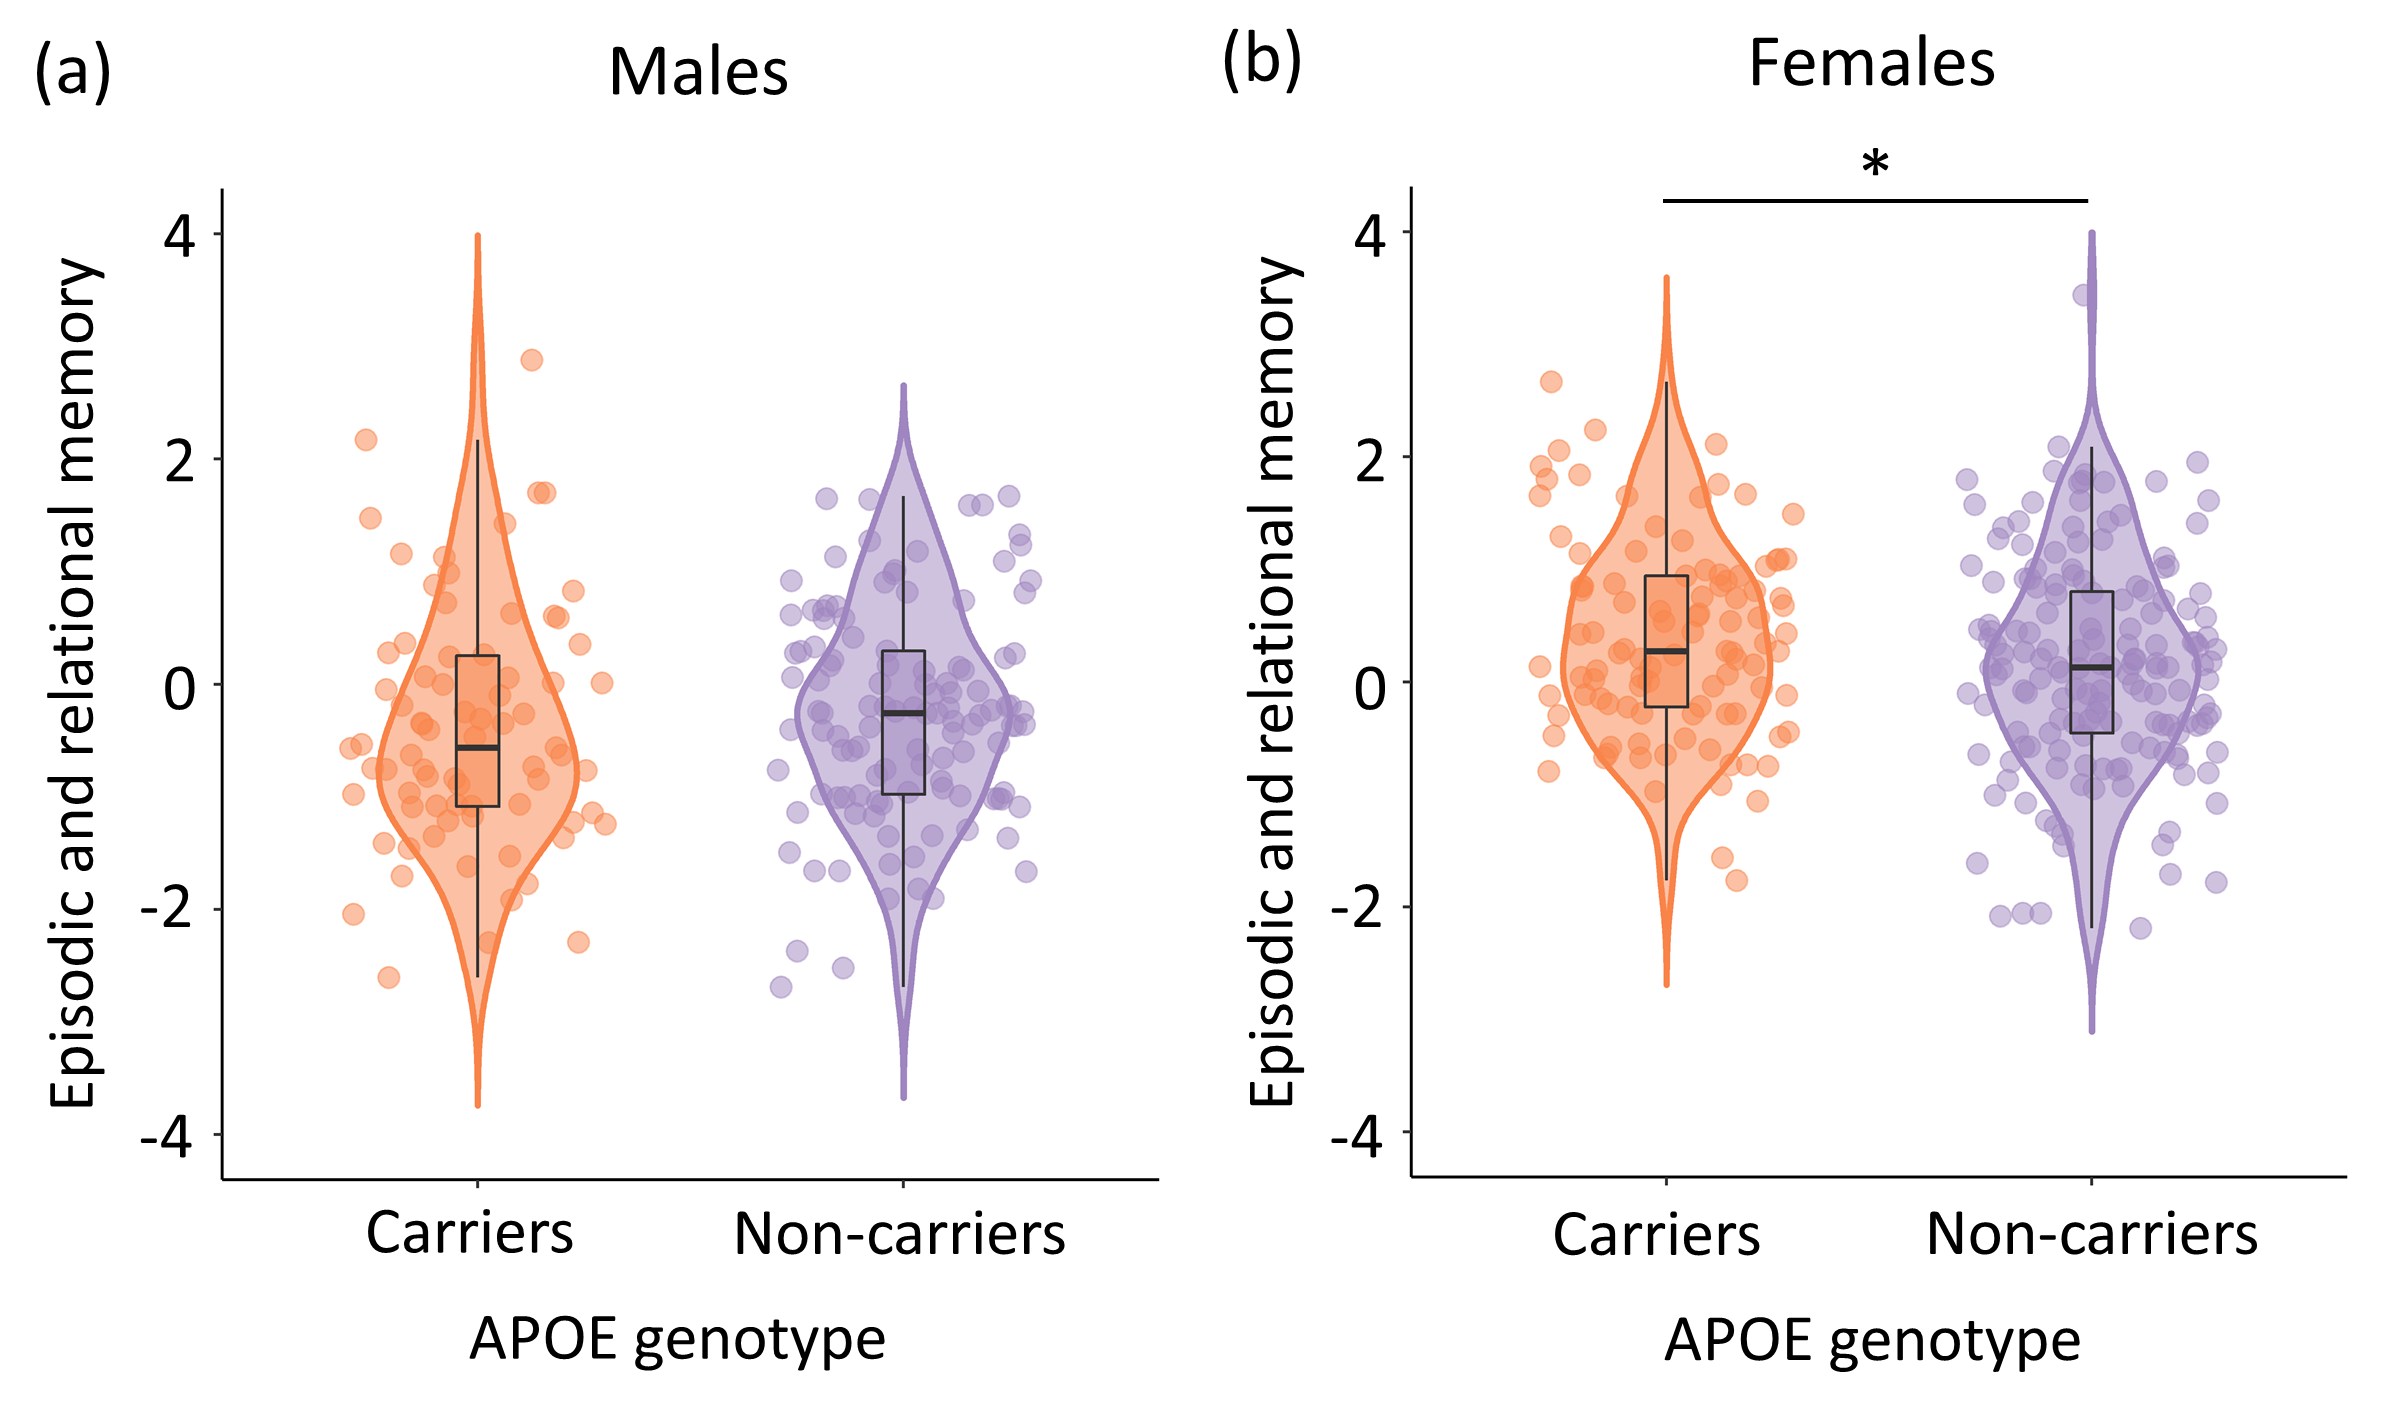 (a)
Males
Episodic and relational memory
4
2
0
-2
-4
Carriers
Non-carriers
APOE genotype
(b)
Females
*
Episodic and relational memory
4
2
0
-2
-4
Carriers
Non-carriers
APOE genotype